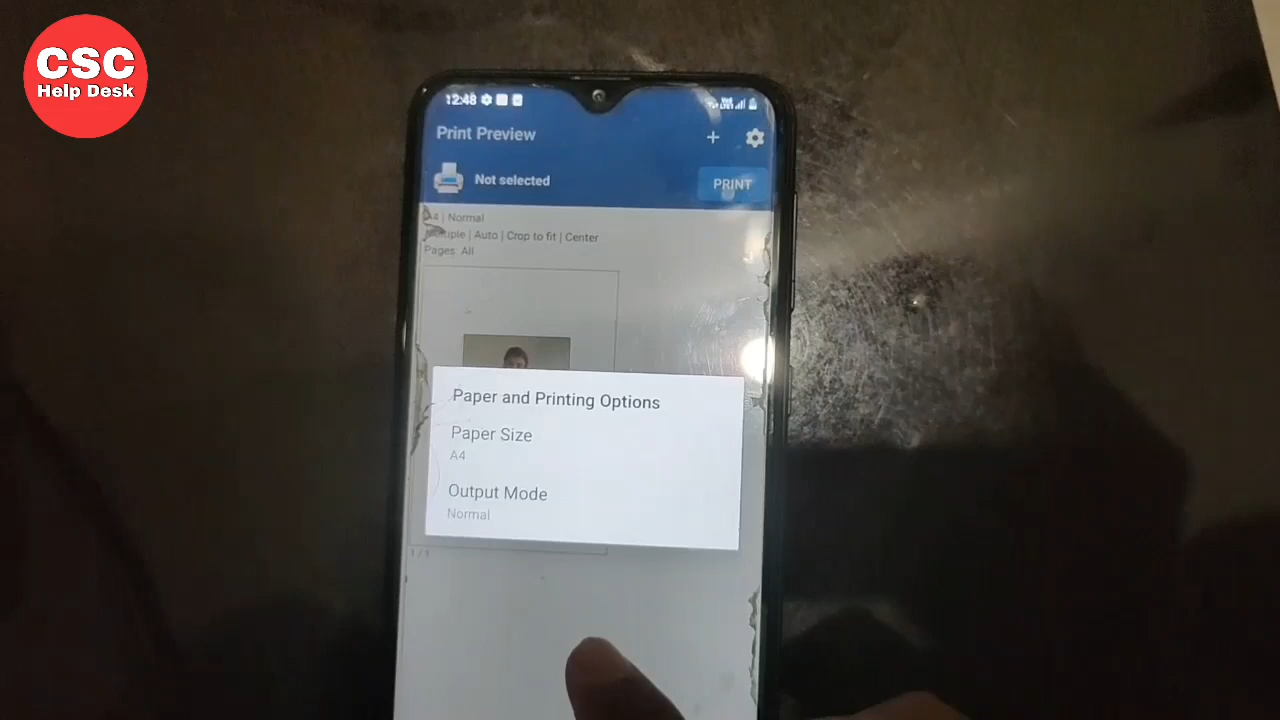 CSC
Help Desk
12:48
Print Preview
+
Not selected
PRINT
A4 | Normal
Multiple | Auto | Crop to fit | Center
Pages: All
Paper and Printing Options
Paper Size
A4
Output Mode
Normal
1 / 1